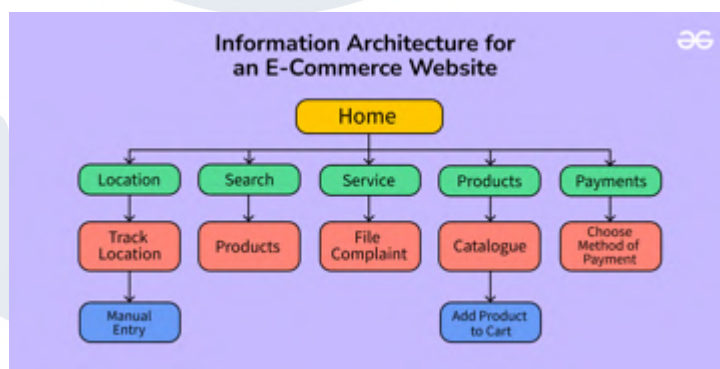 Information Architecture for
an E-Commerce Website
Home
Location
Search
Service
Products
Payments
Track
Location
Products
File
Complaint
Catalogue
Choose
Method of
Payment
Manual
Entry
Add Product
to Cart